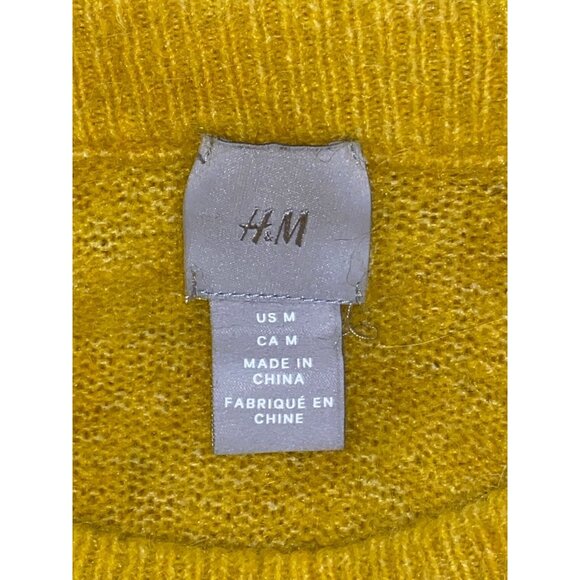 H&M
US M
CA M
MADE IN
CHINA
FABRIQUÉ EN
CHINE